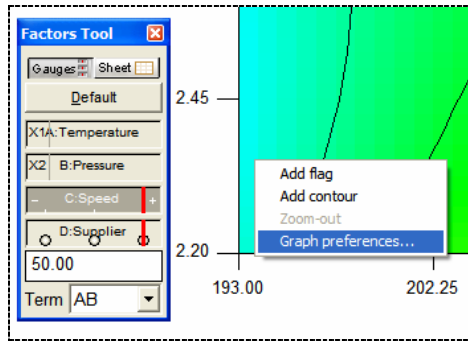 Factors Tool
Gauges Sheet
Default
X1 A:Temperature
X2 B:Pressure
- C:Speed +
D:Supplier
50.00
Term AB
2.45
2.20
193.00 202.25
Add flag
Add contour
Zoom-out
Graph preferences...